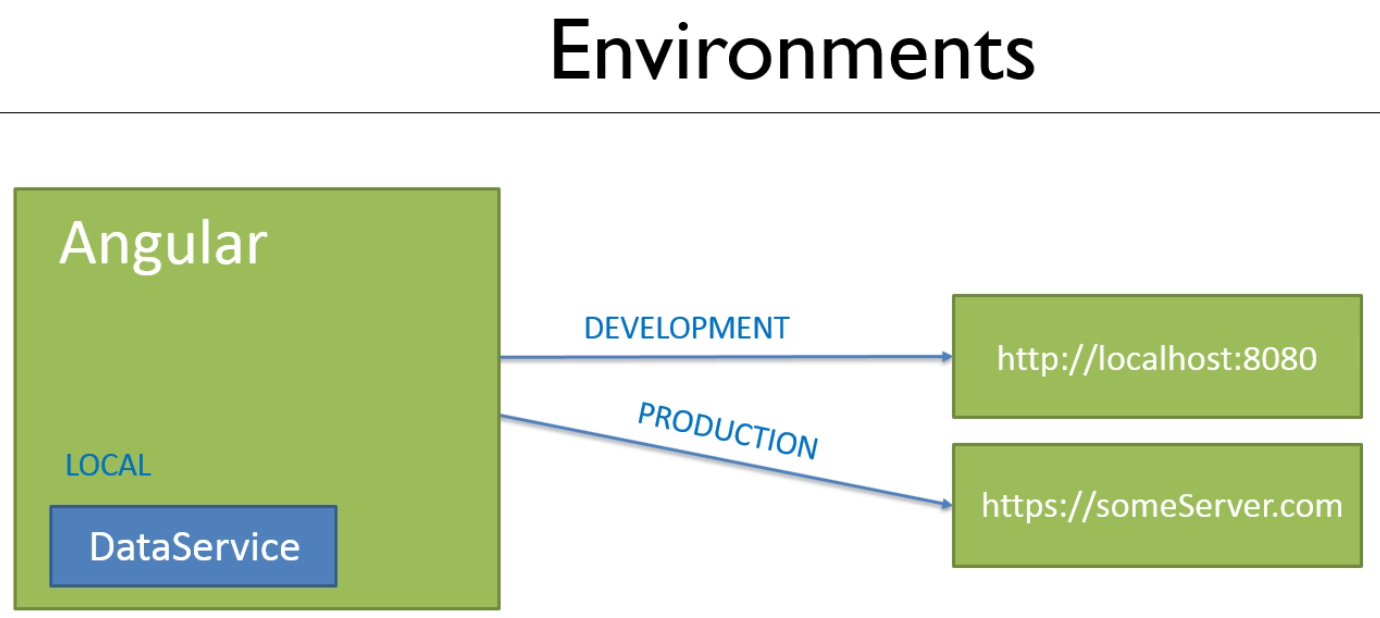 Environments
Angular
DEVELOPMENT
http://localhost:8080
PRODUCTION
LOCAL
https://someServer.com
DataService